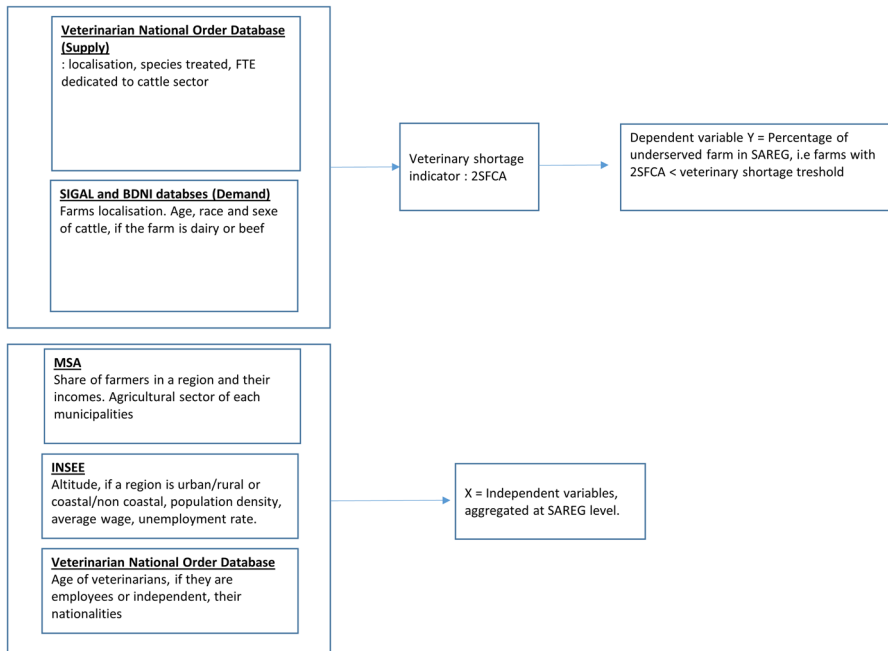 Veterinarian National Order Database
(Supply)
: localisation, species treated, FTE
dedicated to cattle sector
SIGAL and BDNI databses (Demand)
Farms localisation. Age, race and sexe
of cattle, if the farm is dairy or beef
Veterinary shortage
indicator : 2SFCA
Dependent variable Y = Percentage of
underserved farm in SAREG, i.e farms with
2SFCA < veterinary shortage treshold
MSA
Share of farmers in a region and their
incomes. Agricultural sector of each
municipalities
INSEE
Altitude, if a region is urban/rural or
coastal/non coastal, population density,
average wage, unemployment rate.
Veterinarian National Order Database
Age of veterinarians, if they are
employees or independent, their
nationalities
X = Independent variables,
aggregated at SAREG level.